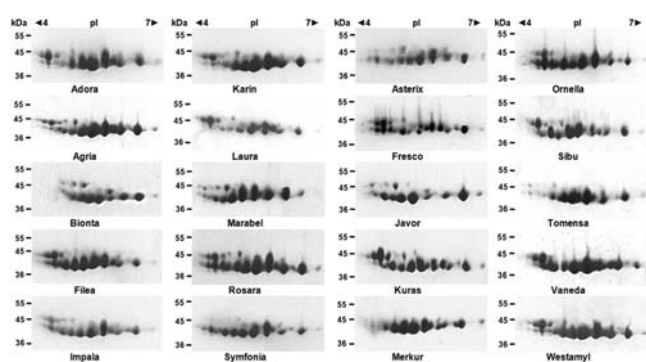 kDa ◄4 pI 7► kDa ◄4 pI 7► kDa ◄4 pI 7► kDa ◄4 pI 7►
55 55 55 55
45 45 45 45
36 36 36 36
Adora Karin Asterix Ornella
55 55 55 55
45 45 45 45
36 36 36 36
Agria Laura Fresco Sibu
55 55 55 55
45 45 45 45
36 36 36 36
Bionta Marabel Javor Tomensa
55 55 55 55
45 45 45 45
36 36 36 36
Filea Rosara Kuras Vaneda
55 55 55 55
45 45 45 45
36 36 36 36
Impala Symfonia Merkur Westamyl